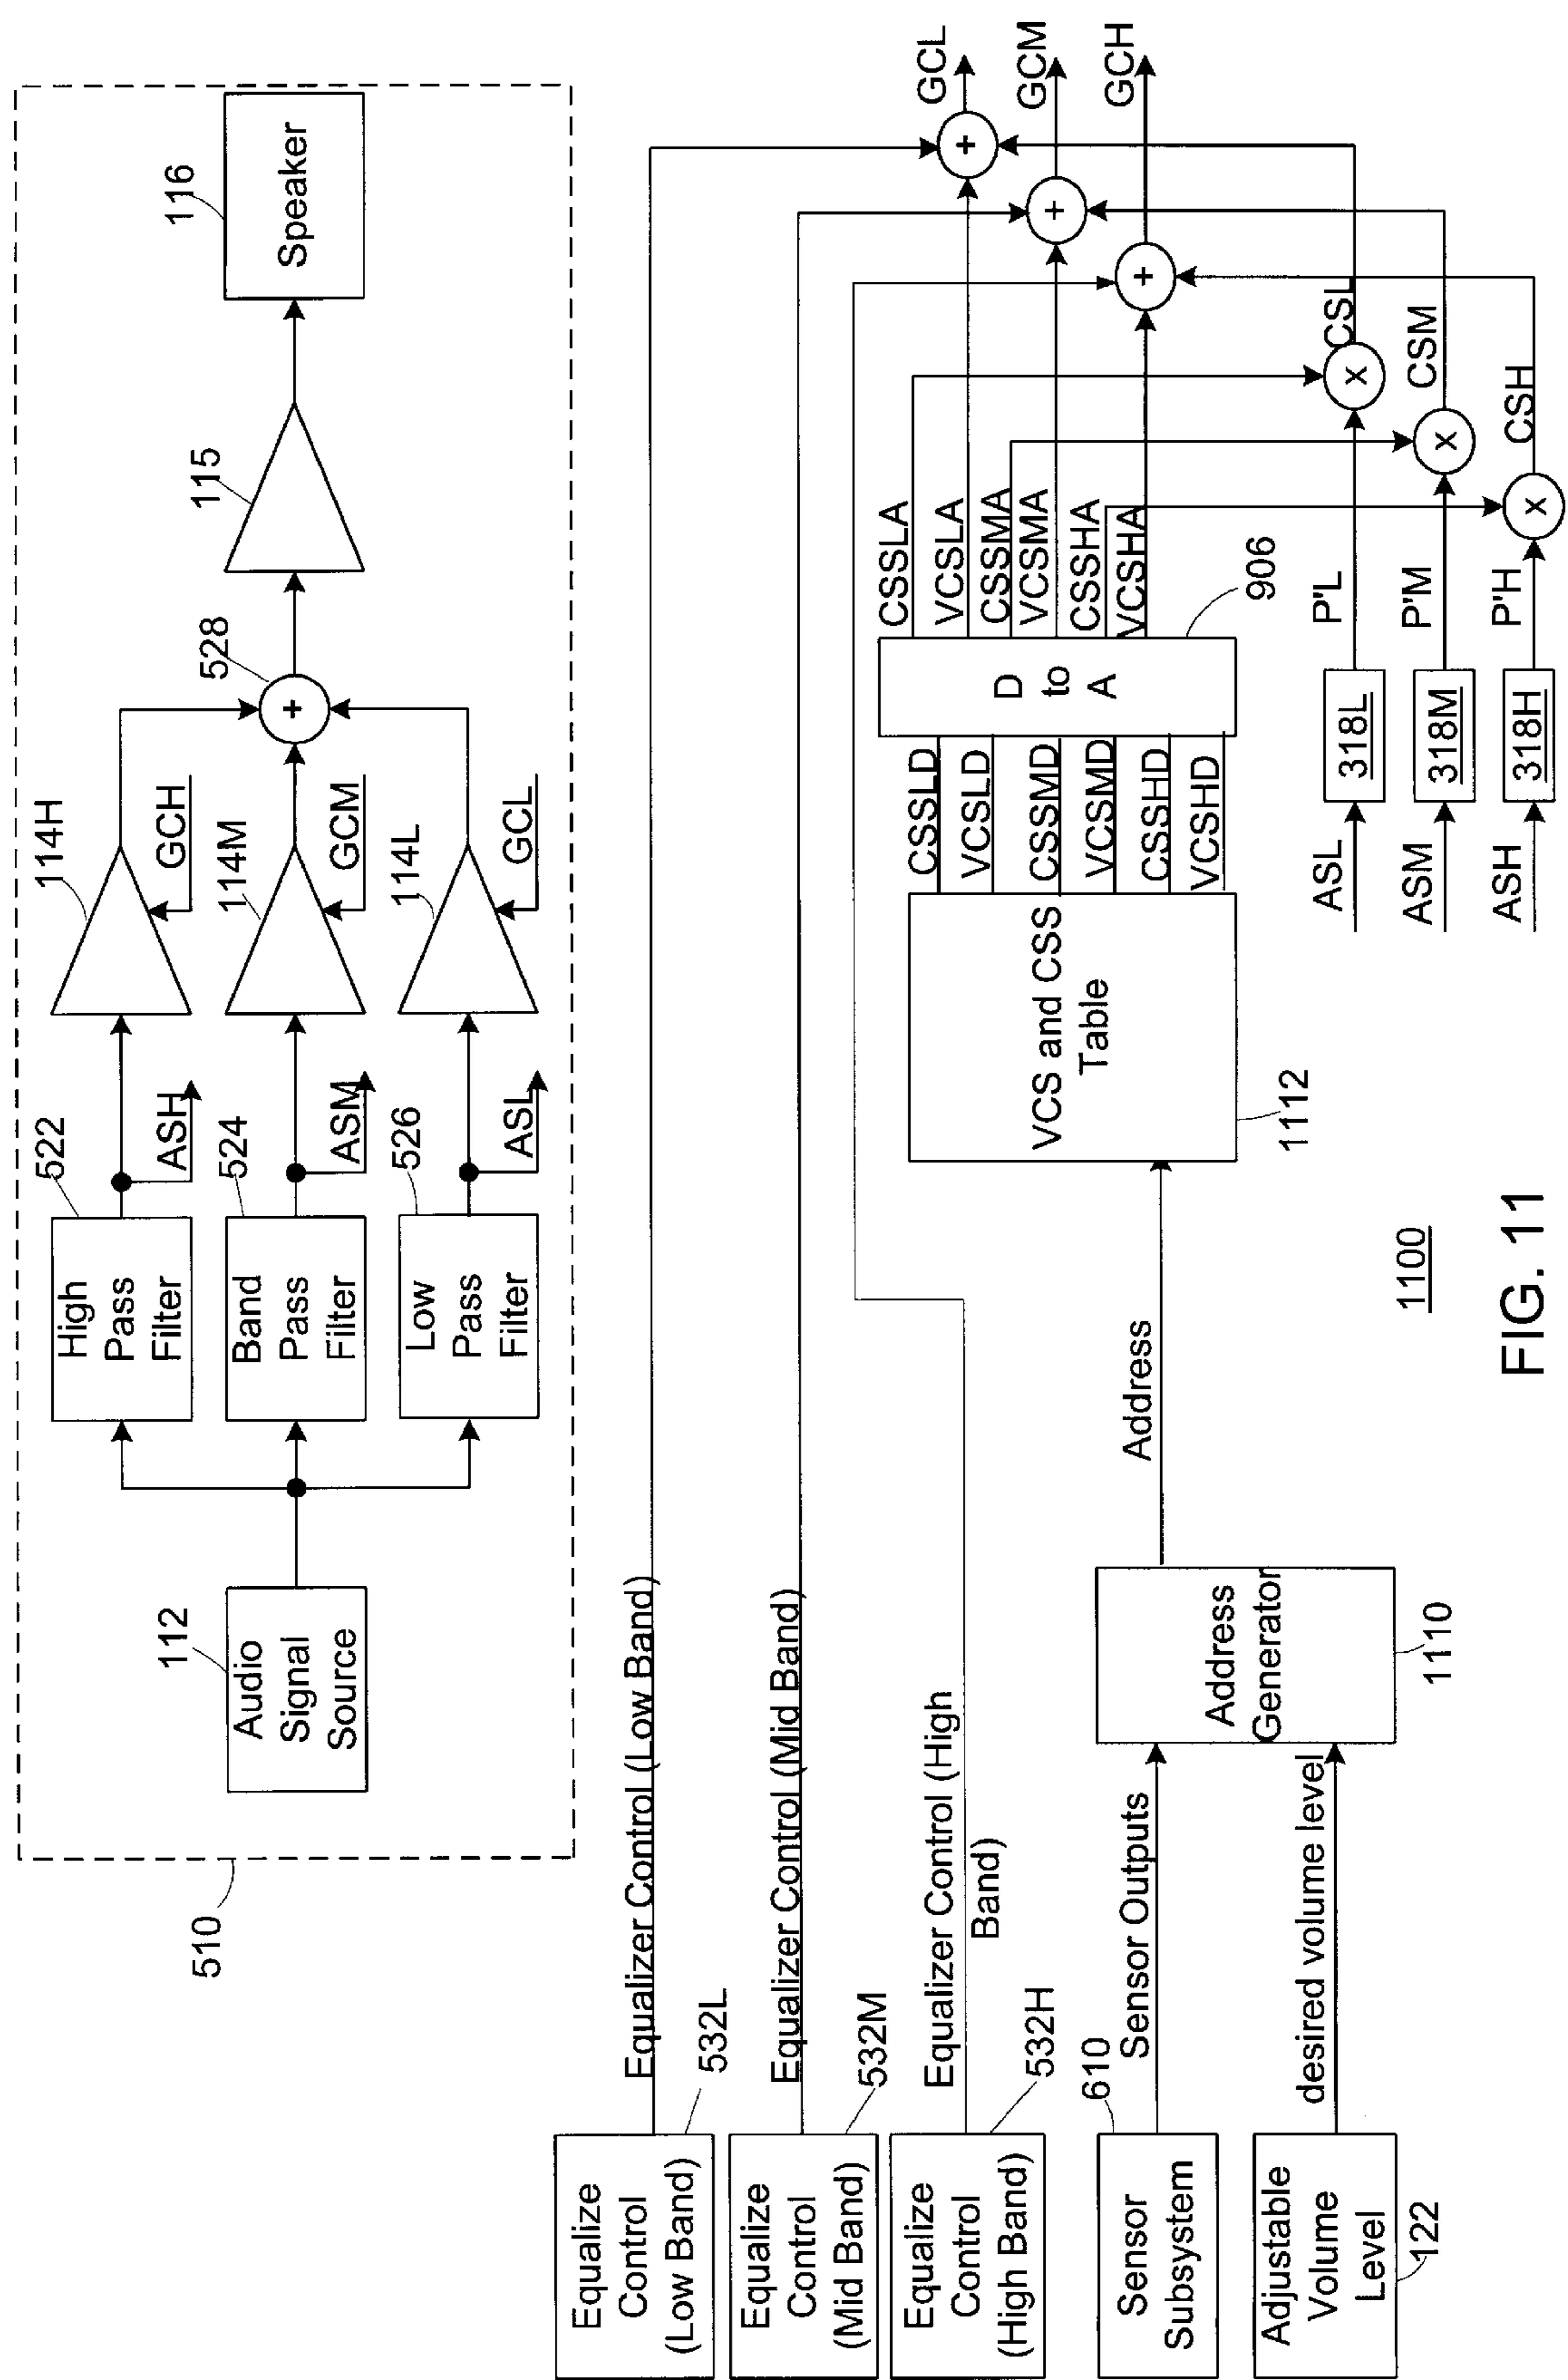 510
112
Audio
Signal
Source
522
High
Pass
Filter
ASH
524
Band
Pass
Filter
ASM
526
Low
Pass
Filter
ASL
114H
GCH
114M
GCM
114L
GCL
528
+
115
116
Speaker
Equalize
Control
(Low Band)
532L
Equalizer Control (Low Band)
Equalize
Control
(Mid Band)
532M
Equalizer Control (Mid Band)
Equalize
Control
(High Band)
532H
Equalizer Control (High
Band)
Sensor
Subsystem
610
Sensor Outputs
Adjustable
Volume
Level
122
desired volume level
Address
Generator
1110
Address
VCS and CSS
Table
1112
CSSLD
VCSLD
CSSMD
VCSMD
CSSHD
VCSHD
D
to
A
906
CSSLA
VCSLA
CSSMA
VCSMA
CSSHA
VCSHA
ASL
318L
P'L
x
CSL
ASM
318M
P'M
x
CSM
ASH
318H
P'H
x
CSH
+
GCL
+
GCM
+
GCH
1100
FIG. 11